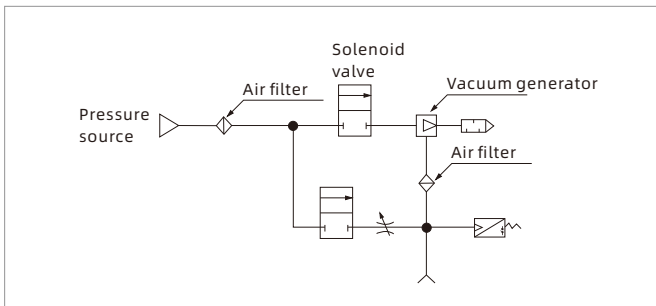 Solenoid
valve
Vacuum generator
Air filter
Pressure
source
Air filter